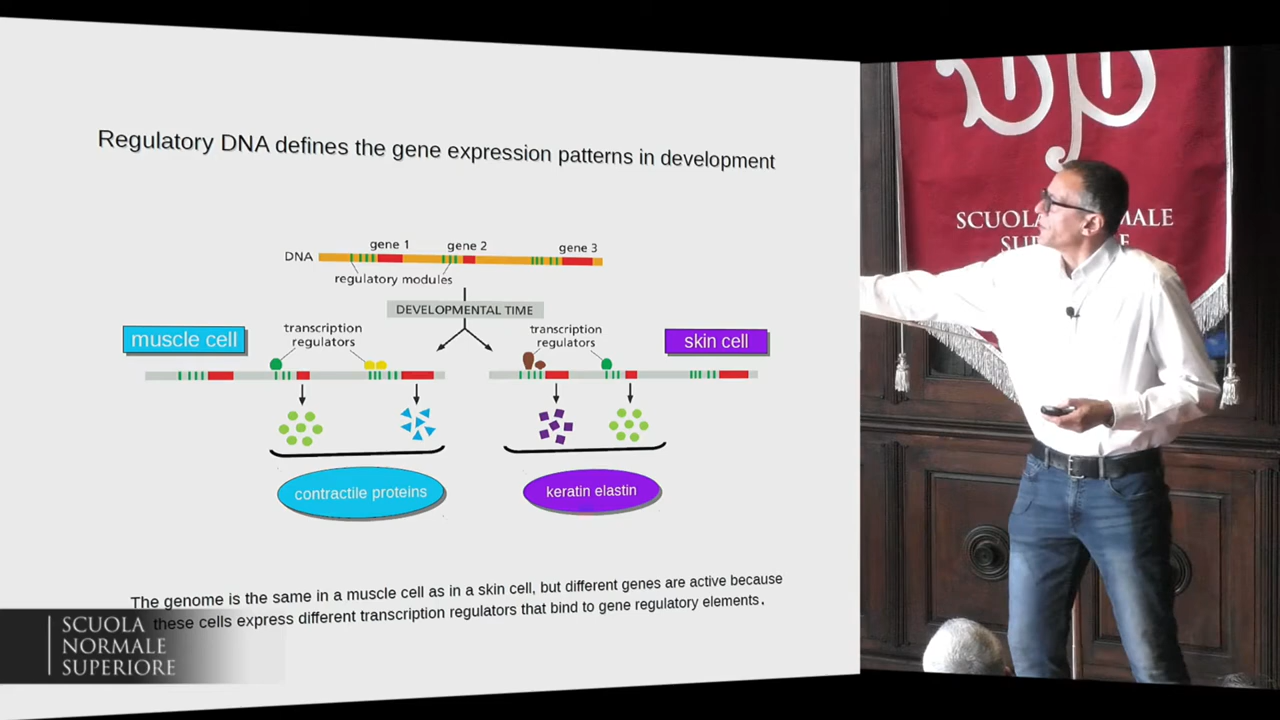 Regulatory DNA defines the gene expression patterns in development
DNA
gene 1
gene 2
gene 3
regulatory modules
DEVELOPMENTAL TIME
muscle cell
transcription
regulators
transcription
regulators
skin cell
contractile proteins
keratin elastin
The genome is the same in a muscle cell as in a skin cell, but different genes are active because
these cells express different transcription regulators that bind to gene regulatory elements.
SCUOLA
NORMALE
SUPERIORE
SCUOLA